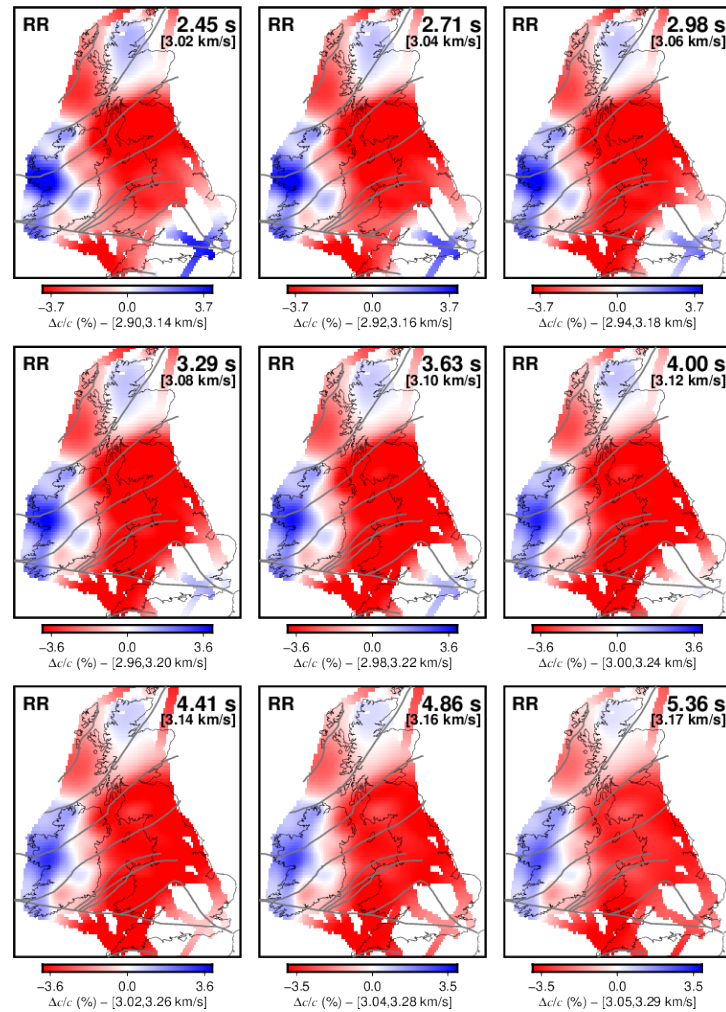 RR 2.45 s
[3.02 km/s]
RR 2.71 s
[3.04 km/s]
RR 2.98 s
[3.06 km/s]
−3.7 0.0 3.7
Δc/c (%) − [2.90,3.14 km/s]
−3.7 0.0 3.7
Δc/c (%) − [2.92,3.16 km/s]
−3.7 0.0 3.7
Δc/c (%) − [2.94,3.18 km/s]
RR 3.29 s
[3.08 km/s]
RR 3.63 s
[3.10 km/s]
RR 4.00 s
[3.12 km/s]
−3.6 0.0 3.6
Δc/c (%) − [2.96,3.20 km/s]
−3.6 0.0 3.6
Δc/c (%) − [2.98,3.22 km/s]
−3.6 0.0 3.6
Δc/c (%) − [3.00,3.24 km/s]
RR 4.41 s
[3.14 km/s]
RR 4.86 s
[3.16 km/s]
RR 5.36 s
[3.17 km/s]
−3.6 0.0 3.6
Δc/c (%) − [3.02,3.26 km/s]
−3.5 0.0 3.5
Δc/c (%) − [3.04,3.28 km/s]
−3.5 0.0 3.5
Δc/c (%) − [3.05,3.29 km/s]